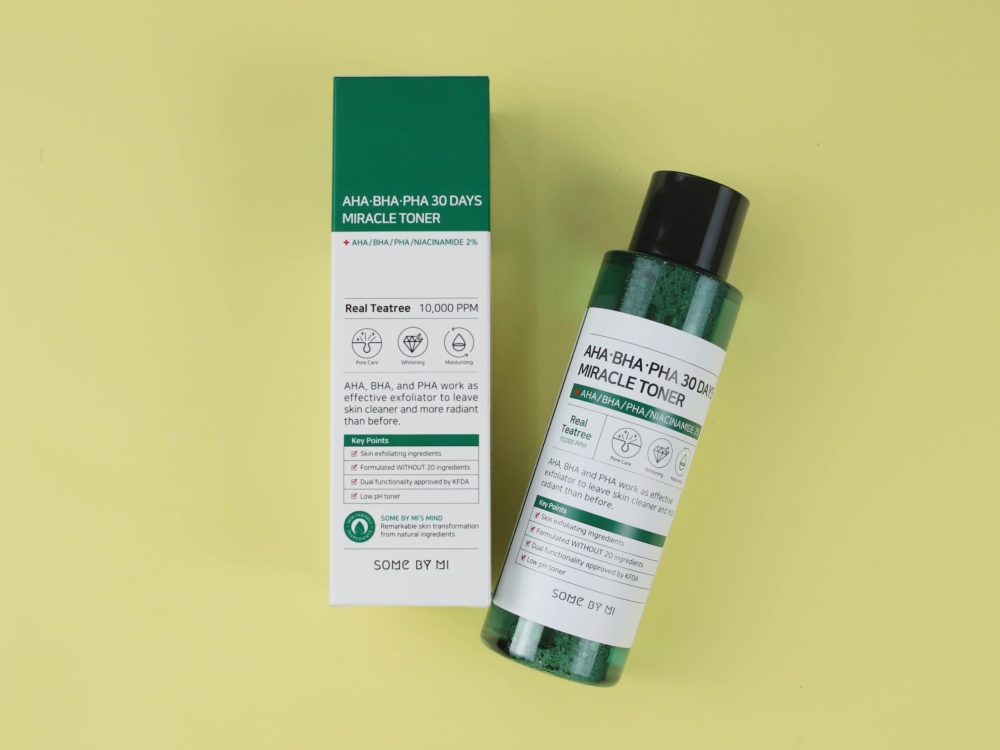 AHA·BHA·PHA 30 DAYS
MIRACLE TONER
+ AHA/BHA/PHA/NIACINAMIDE 2%
Real Teatree 10,000 PPM
Pore Care Whitening Moisturizing
AHA, BHA, and PHA work as
effective exfoliator to leave
skin cleaner and more radiant
than before.
Key Points
Skin exfoliating ingredients
Formulated WITHOUT 20 ingredients
Dual functionality approved by KFDA
Low pH toner
SOME BY MI'S MIND
Remarkable skin transformation
from natural ingredients
SOME BY MI
AHA·BHA·PHA 30 DAYS
MIRACLE TONER
+AHA/BHA/PHA/NIACINAMIDE 2%
Real
Teatree
10,000 PPM
Pore Care Whitening
AHA, BHA and PHA work as effective
exfoliator to leave skin cleaner and
radiant than before.
Key Points
Skin exfoliating ingredients
Formulated WITHOUT 20 ingredients
Dual functionality approved by KFDA
Low pH toner
SOME BY MI